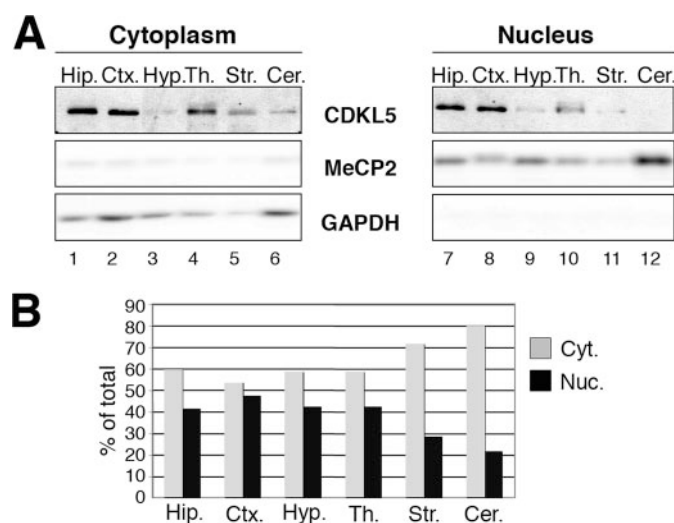 A
Cytoplasm
Nucleus
Hip. Ctx. Hyp. Th. Str. Cer.
Hip. Ctx. Hyp. Th. Str. Cer.
CDKL5
MeCP2
GAPDH
1 2 3 4 5 6
7 8 9 10 11 12
B
% of total
90
80
70
60
50
40
30
20
10
0
Hip. Ctx. Hyp. Th. Str. Cer.
Cyt.
Nuc.